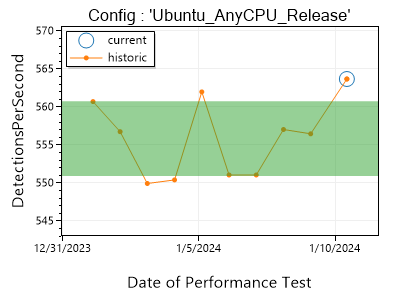 Config : 'Ubuntu_AnyCPU_Release'
current
historic
DetectionsPerSecond
570
565
560
555
550
545
12/31/2023
1/5/2024
1/10/2024
Date of Performance Test